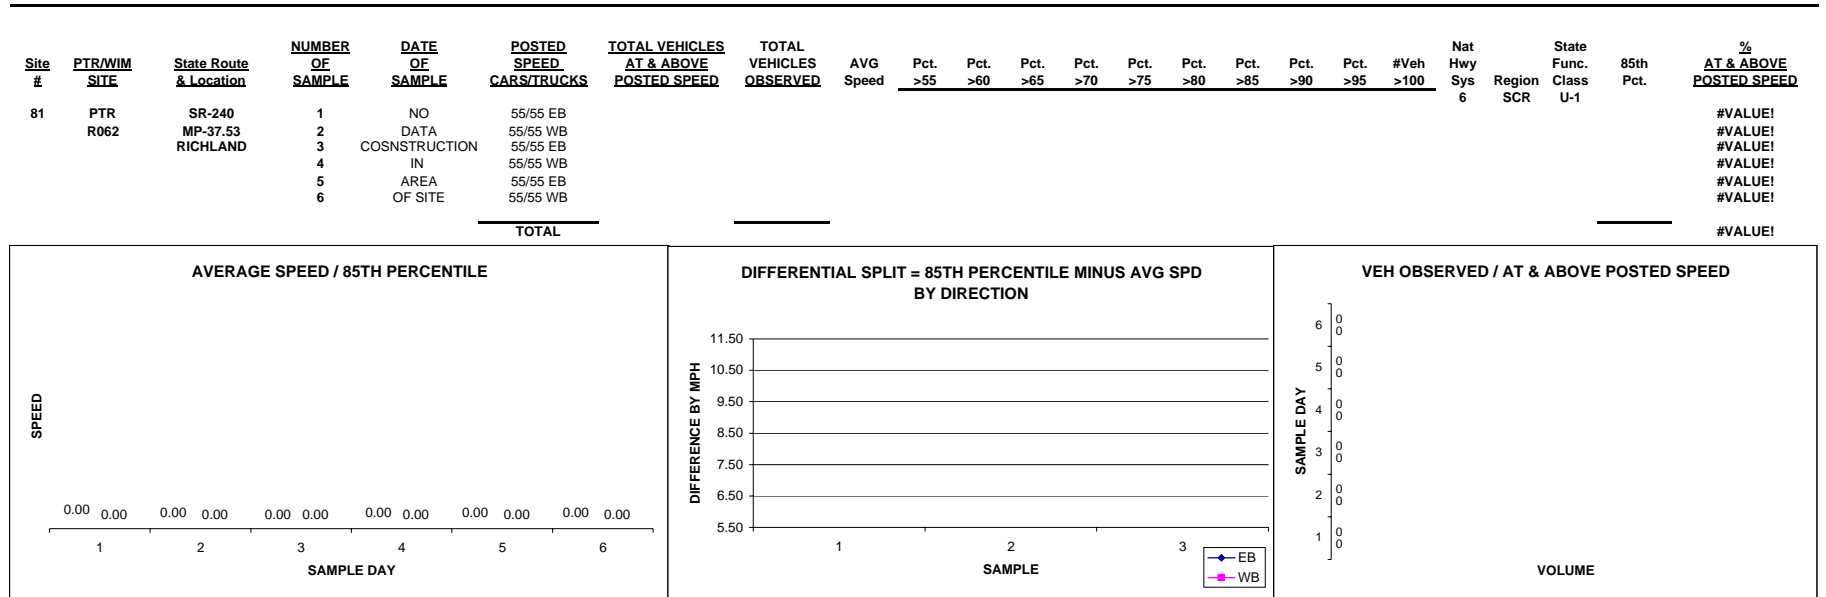 NUMBER DATE POSTED TOTAL VEHICLES TOTAL Nat State %
Site PTR/WIM State Route OF OF SPEED AT & ABOVE VEHICLES AVG Pct. Pct. Pct. Pct. Pct. Pct. Pct. Pct. Pct. #Veh Hwy Func. 85th AT & ABOVE
# SITE & Location SAMPLE SAMPLE CARS/TRUCKS POSTED SPEED OBSERVED Speed >55 >60 >65 >70 >75 >80 >85 >90 >95 >100 Sys Region Class Pct. POSTED SPEED
6 SCR U-1
81 PTR SR-240 1 NO 55/55 EB #VALUE!
R062 MP-37.53 2 DATA 55/55 WB #VALUE!
RICHLAND 3 COSNSTRUCTION 55/55 EB #VALUE!
4 IN 55/55 WB #VALUE!
5 AREA 55/55 EB #VALUE!
6 OF SITE 55/55 WB #VALUE!
TOTAL #VALUE!
AVERAGE SPEED / 85TH PERCENTILE
SPEED
0.00 0.00 0.00 0.00 0.00 0.00 0.00 0.00 0.00 0.00 0.00 0.00
1 2 3 4 5 6
SAMPLE DAY
DIFFERENTIAL SPLIT = 85TH PERCENTILE MINUS AVG SPD
BY DIRECTION
DIFFERENCE BY MPH
11.50
10.50
9.50
8.50
7.50
6.50
5.50
1 2 3
SAMPLE
EB
WB
VEH OBSERVED / AT & ABOVE POSTED SPEED
SAMPLE DAY
6 0
0
5 0
0
4 0
0
3 0
0
2 0
0
1 0
0
VOLUME